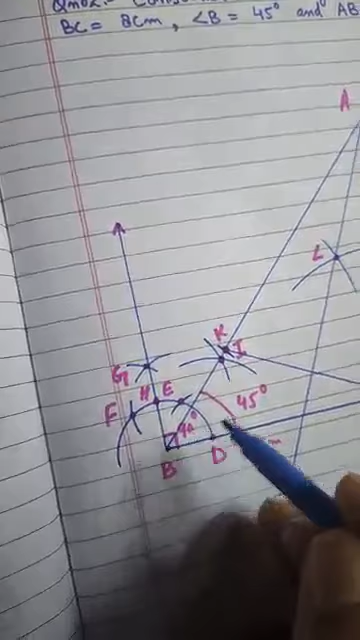 BC = 8cm, ∠B = 45° and AB
A
L
K
I
G
H E
F
45°
90°
B
D
m